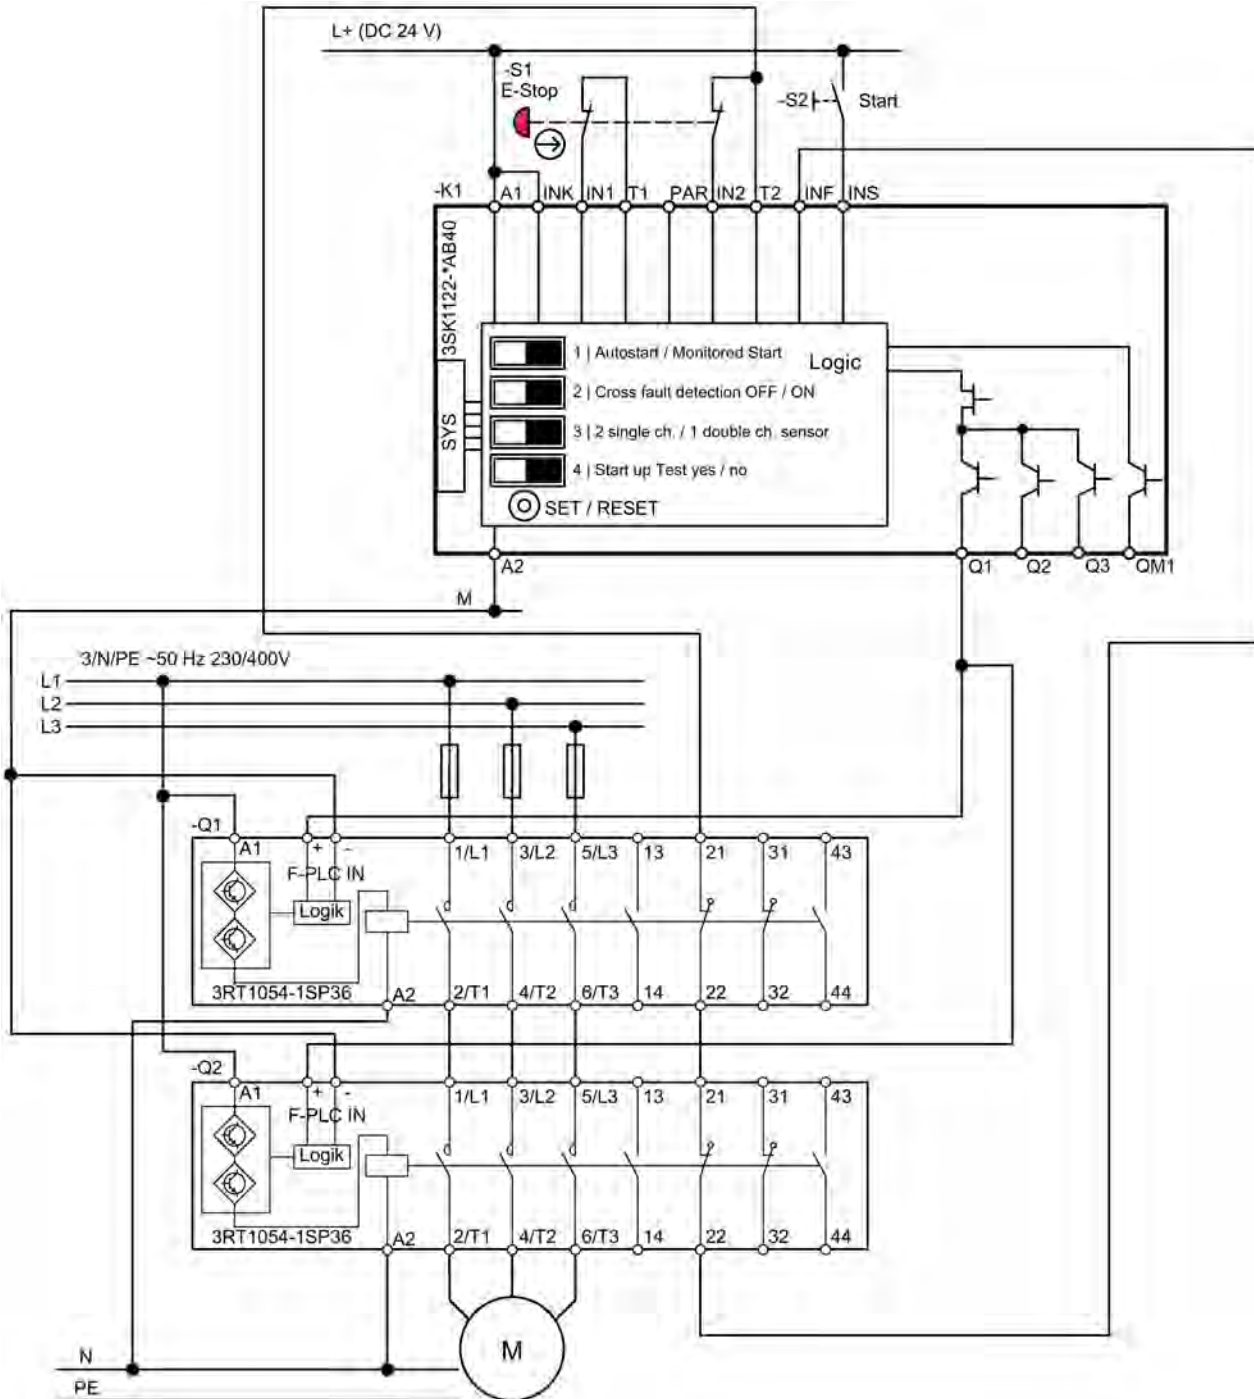 L+ (DC 24 V)
-S1
E-Stop
-S2
Start
-K1
A1 INK IN1 T1 PAR IN2 T2 INF INS
3SK1122-*AB40
SYS
1 | Autostart / Monitored Start
Logic
2 | Cross fault detection OFF / ON
3 | 2 single ch. / 1 double ch. sensor
4 | Start up Test yes / no
SET / RESET
A2
Q1 Q2 Q3 QM1
M
3/N/PE ~50 Hz 230/400V
L1
L2
L3
-Q1
A1 + - 1/L1 3/L2 5/L3 13 21 31 43
F-PLC IN
Logik
3RT1054-1SP36 A2 2/T1 4/T2 6/T3 14 22 32 44
-Q2
A1 + - 1/L1 3/L2 5/L3 13 21 31 43
F-PLC IN
Logik
3RT1054-1SP36 A2 2/T1 4/T2 6/T3 14 22 32 44
M
N
PE